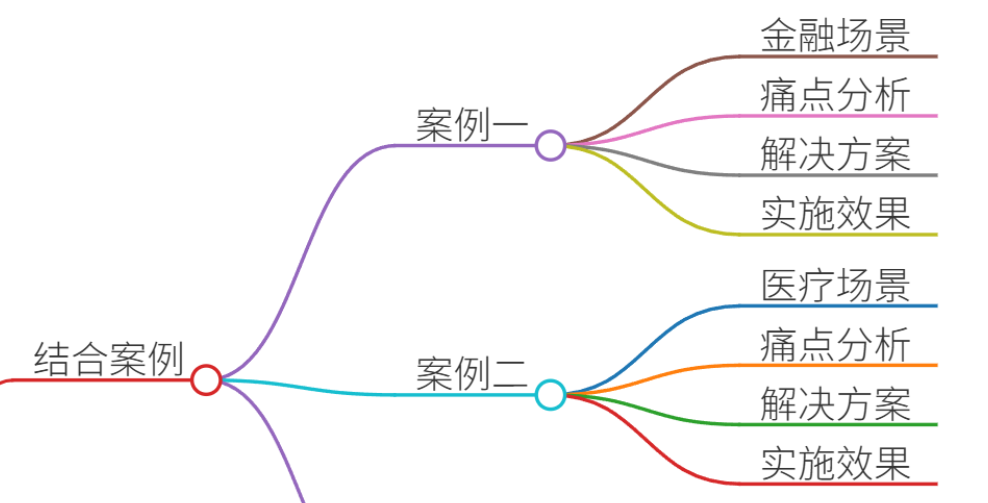 金融场景
痛点分析
案例一
解决方案
实施效果
医疗场景
痛点分析
结合案例
案例二
解决方案
实施效果